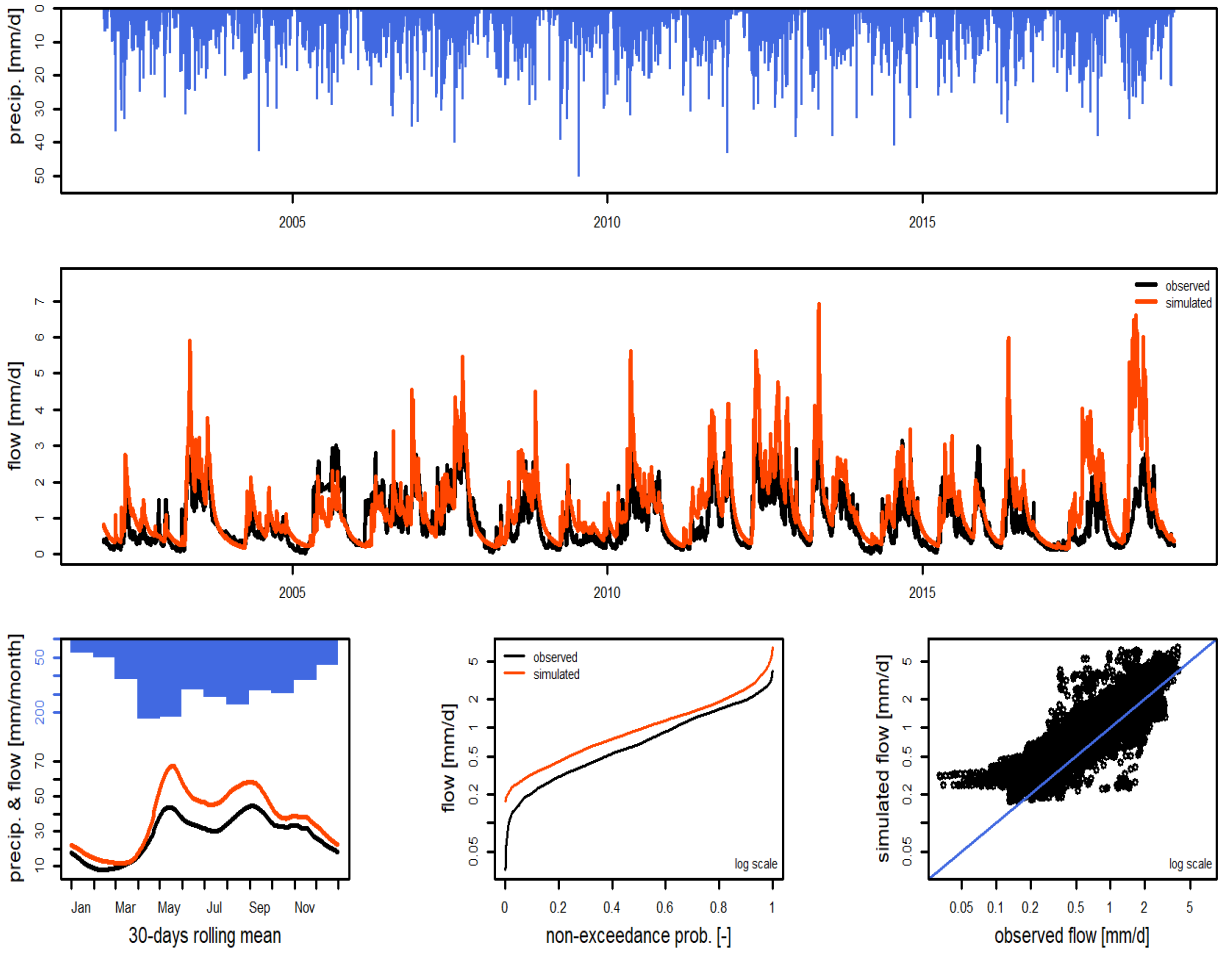 precip. [mm/d]
0
10
20
30
40
50
2005
2010
2015
flow [mm/d]
7
6
5
4
3
2
1
0
observed
simulated
2005
2010
2015
precip. & flow [mm/month]
50
200
70
50
30
10
Jan Mar May Jul Sep Nov
30-days rolling mean
flow [mm/d]
5
2
1
0.5
0.2
0.05
observed
simulated
log scale
0 0.2 0.4 0.6 0.8 1
non-exceedance prob. [-]
simulated flow [mm/d]
5
2
1
0.5
0.2
0.05
log scale
0.05 0.1 0.2 0.5 1 2 5
observed flow [mm/d]